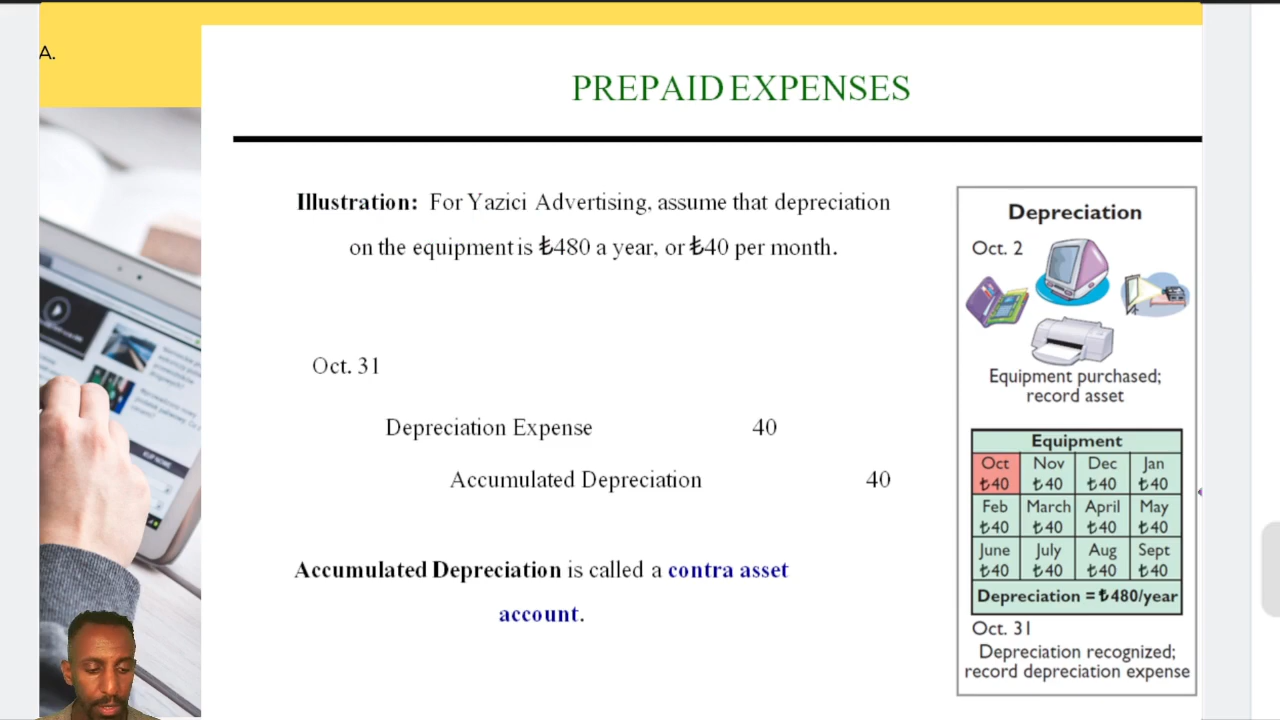 A.
PREPAID EXPENSES
Illustration: For Yazici Advertising, assume that depreciation
on the equipment is ₺480 a year, or ₺40 per month.
Oct. 31
Depreciation Expense 40
Accumulated Depreciation 40
Accumulated Depreciation is called a contra asset
account.
Depreciation
Oct. 2
Equipment purchased;
record asset
Equipment
Oct Nov Dec Jan
₺40 ₺40 ₺40 ₺40
Feb March April May
₺40 ₺40 ₺40 ₺40
June July Aug Sept
₺40 ₺40 ₺40 ₺40
Depreciation = ₺480/year
Oct. 31
Depreciation recognized;
record depreciation expense